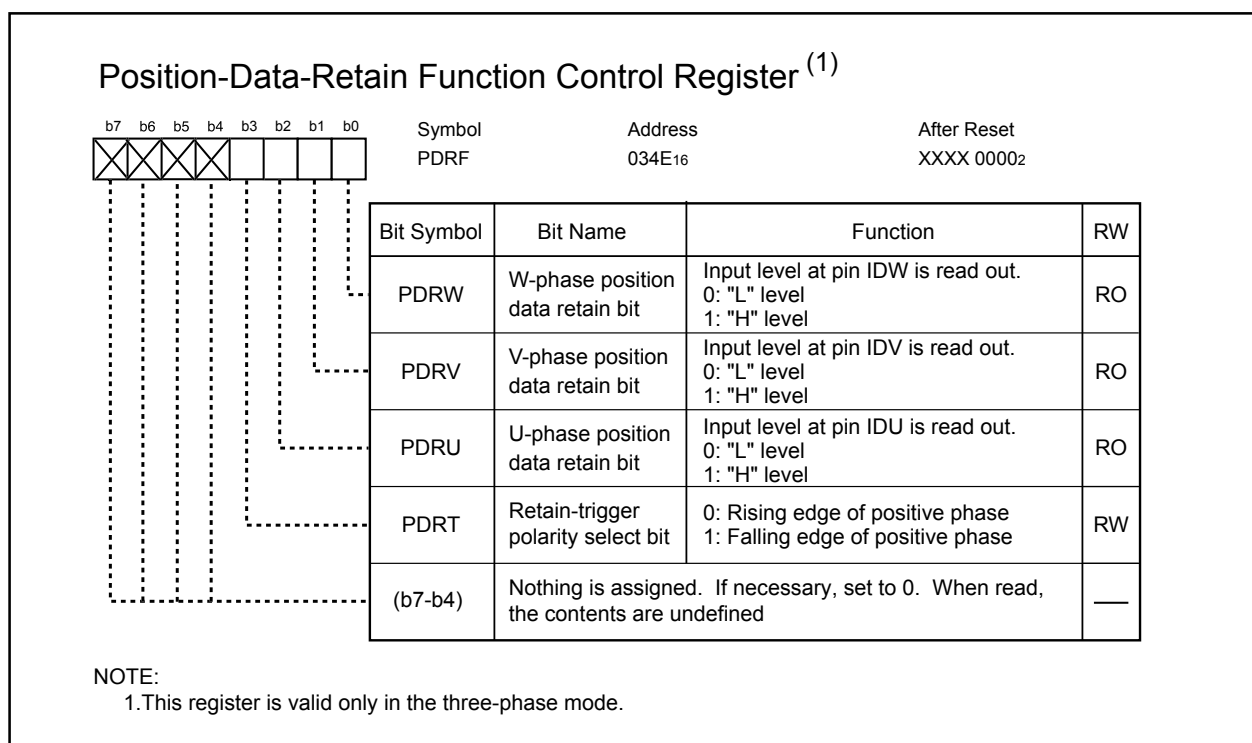 Position-Data-Retain Function Control Register (1)
b7 b6 b5 b4 b3 b2 b1 b0
Symbol Address After Reset
PDRF 034E16 XXXX 00002
Bit Symbol Bit Name Function RW
PDRW
W-phase position
data retain bit
Input level at pin IDW is read out.
0: "L" level
1: "H" level
RO
PDRV
V-phase position
data retain bit
Input level at pin IDV is read out.
0: "L" level
1: "H" level
RO
PDRU
U-phase position
data retain bit
Input level at pin IDU is read out.
0: "L" level
1: "H" level
RO
PDRT
Retain-trigger
polarity select bit
0: Rising edge of positive phase
1: Falling edge of positive phase
RW
(b7-b4)
Nothing is assigned. If necessary, set to 0. When read,
the contents are undefined
NOTE:
1.This register is valid only in the three-phase mode.